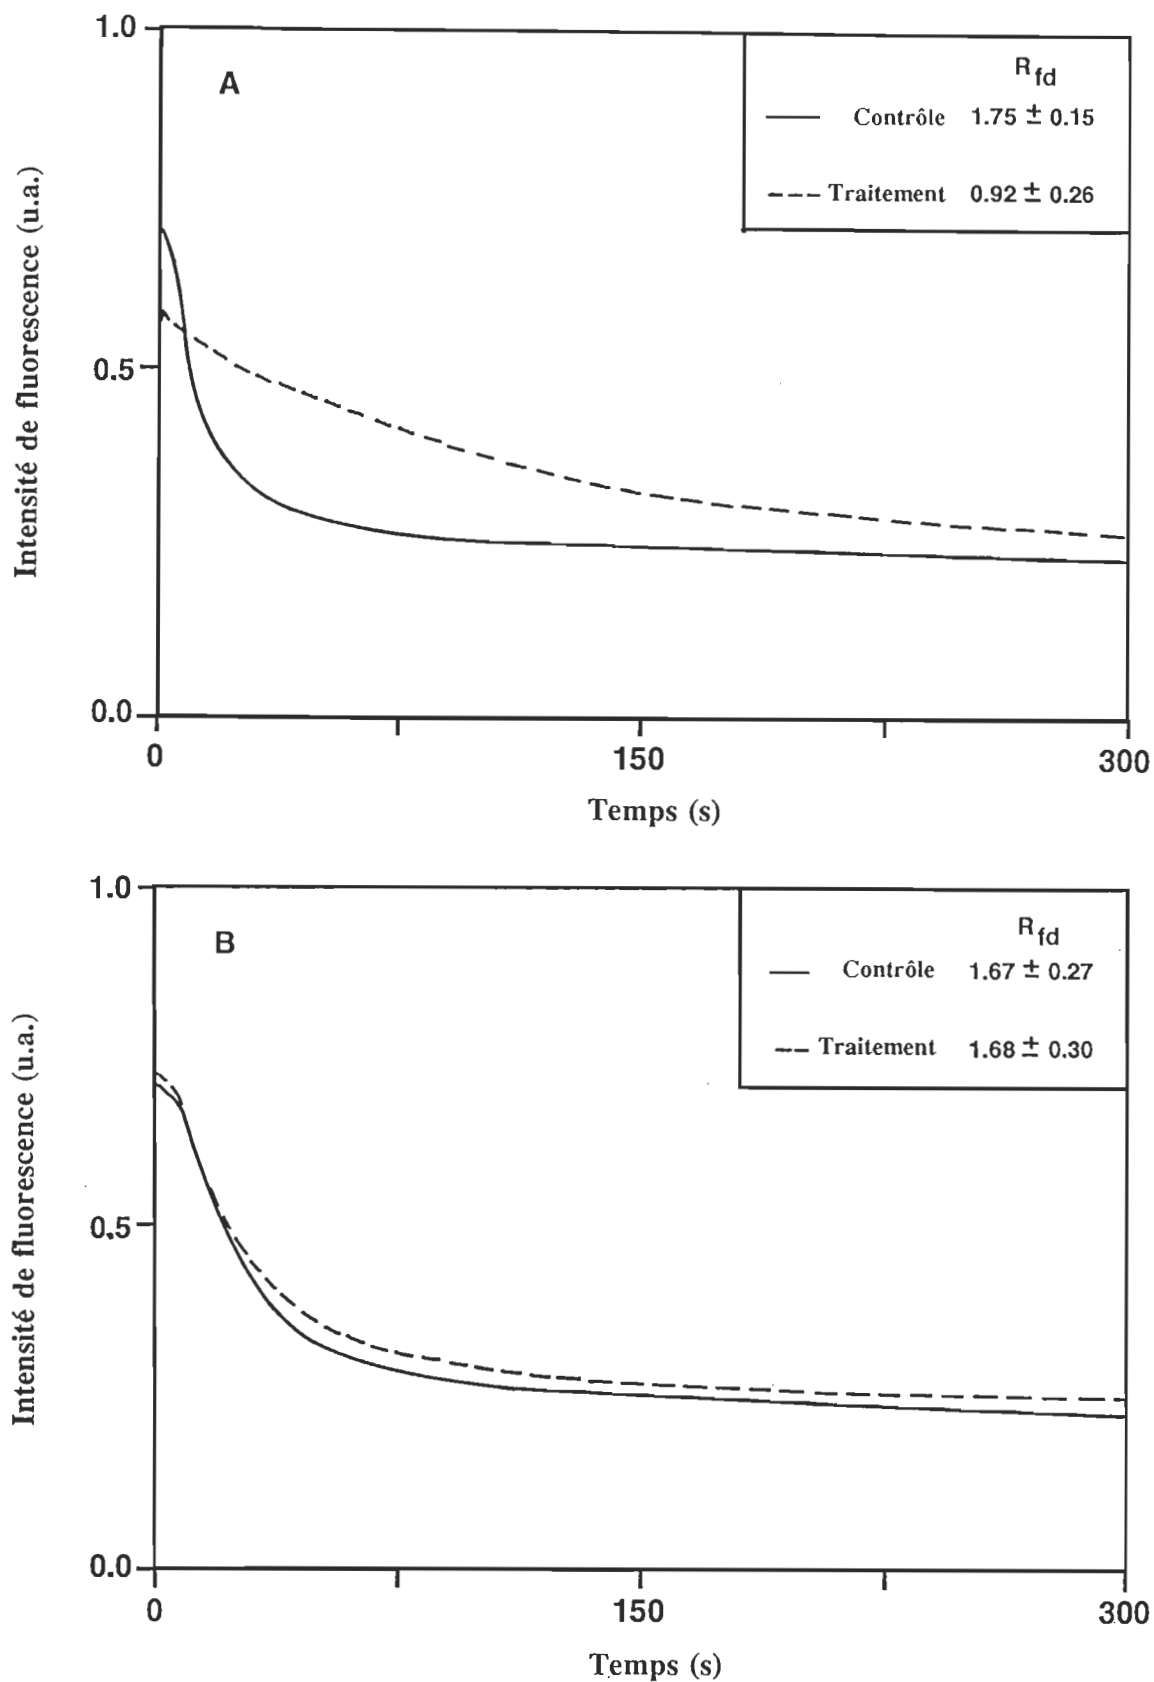 1.0
A
R fd
Contrôle 1.75 ± 0.15
Traitement 0.92 ± 0.26
Intensité de fluorescence (u.a.)
0.5
0.0
0 150 300
Temps (s)
1.0
B
R fd
Contrôle 1.67 ± 0.27
Traitement 1.68 ± 0.30
Intensité de fluorescence (u.a.)
0.5
0.0
0 150 300
Temps (s)